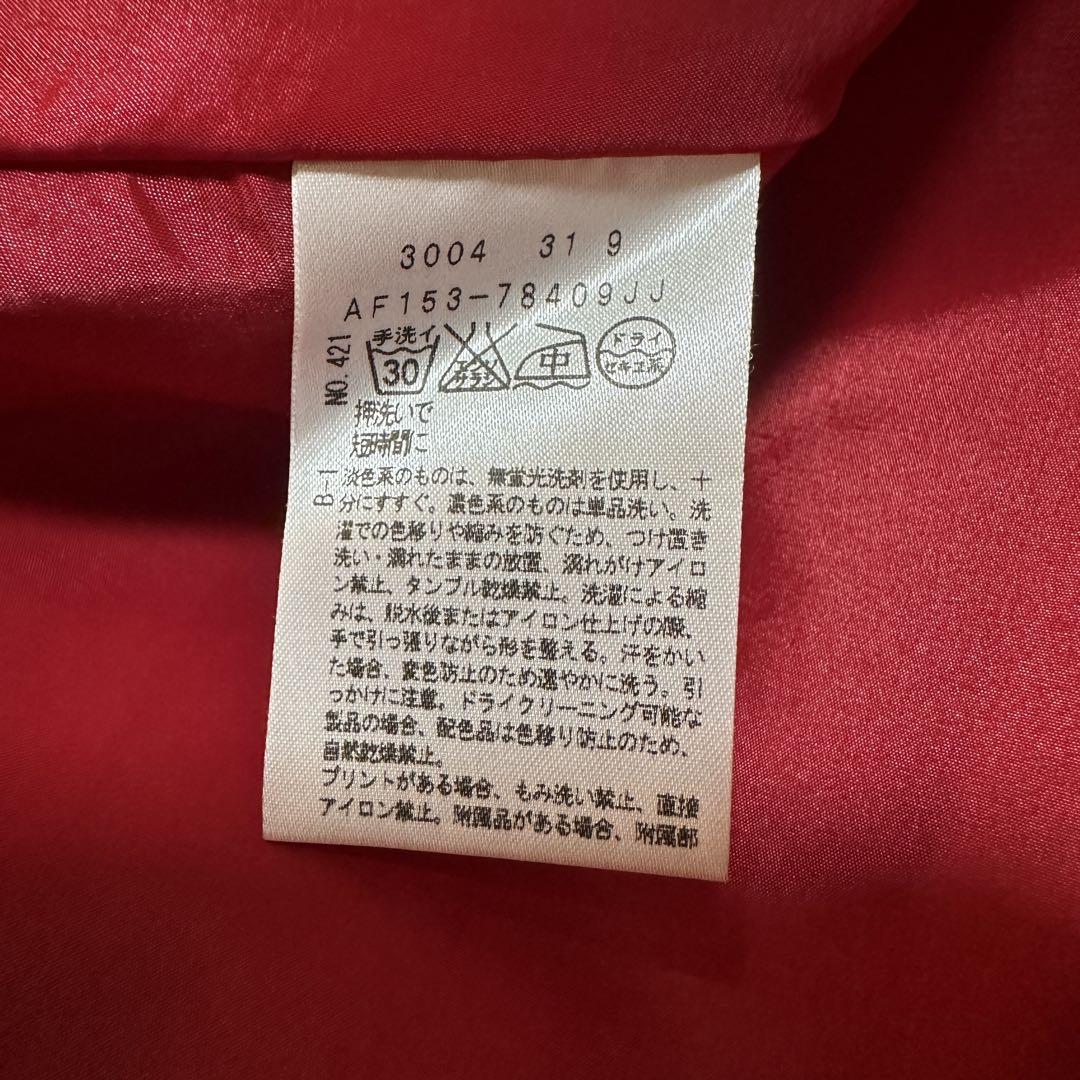 3004 31 9
AF153-78409JJ
NO. 421
手洗イ
30
サラシ
中
ドライ
セキユ系
押洗いで
短時間に
B-1
淡色系のものは、無蛍光洗剤を使用し、十
分にすすぐ。濃色系のものは単品洗い。洗
濯での色移りや縮みを防ぐため、つけ置き
洗い・濡れたままの放置、濡れがけアイロ
ン禁止、タンブル乾燥禁止。洗濯による縮
みは、脱水後またはアイロン仕上げの際、
手で引っ張りながら形を整える。汗をかい
た場合、変色防止のため速やかに洗う。引
っかけに注意。ドライクリーニング可能な
製品の場合、配色品は色移り防止のため、
自然乾燥禁止。
プリントがある場合、もみ洗い禁止、直接
アイロン禁止。附属品がある場合、附属部